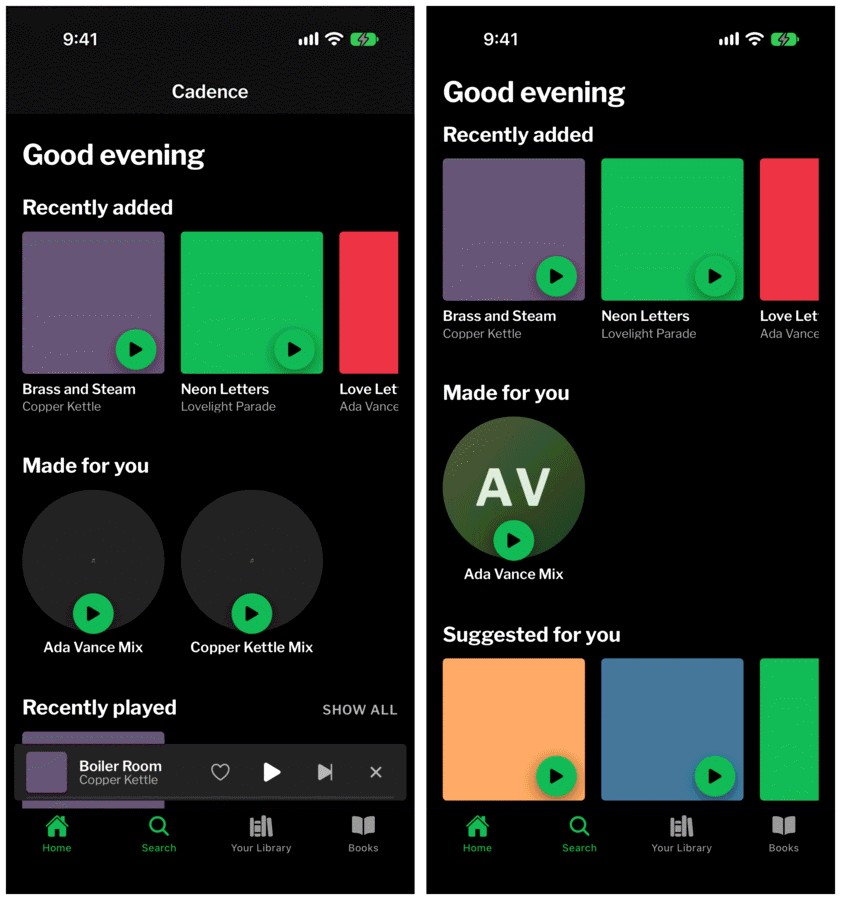 9:41
Cadence
Good evening
Recently added
Brass and Steam
Copper Kettle
Neon Letters
Lovelight Parade
Love Let
Ada Vance
Made for you
Ada Vance Mix
Copper Kettle Mix
Recently played
SHOW ALL
Boiler Room
Copper Kettle
Home
Search
Your Library
Books
9:41
Good evening
Recently added
Brass and Steam
Copper Kettle
Neon Letters
Lovelight Parade
Love Let
Ada Vance
Made for you
AV
Ada Vance Mix
Suggested for you
Home
Search
Your Library
Books